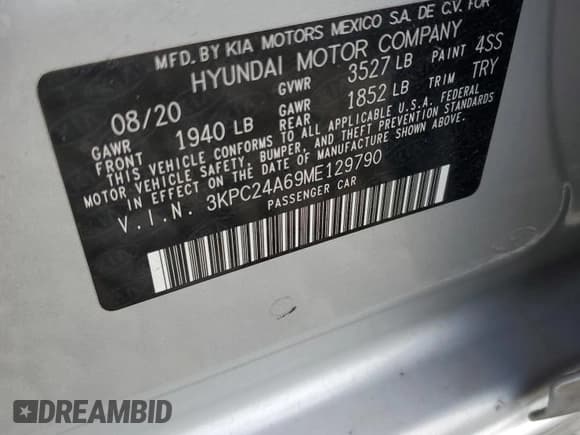 MFD. BY KIA MOTORS MEXICO S.A. DE C.V. FOR
HYUNDAI MOTOR COMPANY
08/20 GVWR 3527 LB PAINT 4SS
GAWR FRONT 1940 LB GAWR REAR 1852 LB TRIM TRY
THIS VEHICLE CONFORMS TO ALL APPLICABLE U.S.A. FEDERAL
MOTOR VEHICLE SAFETY, BUMPER, AND THEFT PREVENTION STANDARDS
IN EFFECT ON THE DATE OF MANUFACTURE SHOWN ABOVE.
V.I.N. 3KPC24A69ME129790
PASSENGER CAR
DREAMBID